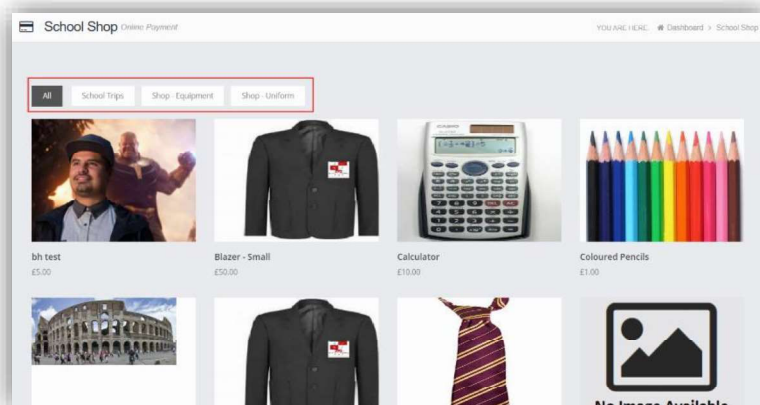 School Shop Online Payment
YOU ARE HERE: Dashboard > School Shop
All
School Trips
Shop - Equipment
Shop - Uniform
bh test
£5.00
Blazer - Small
£50.00
Calculator
£10.00
Coloured Pencils
£1.00
No Image Available